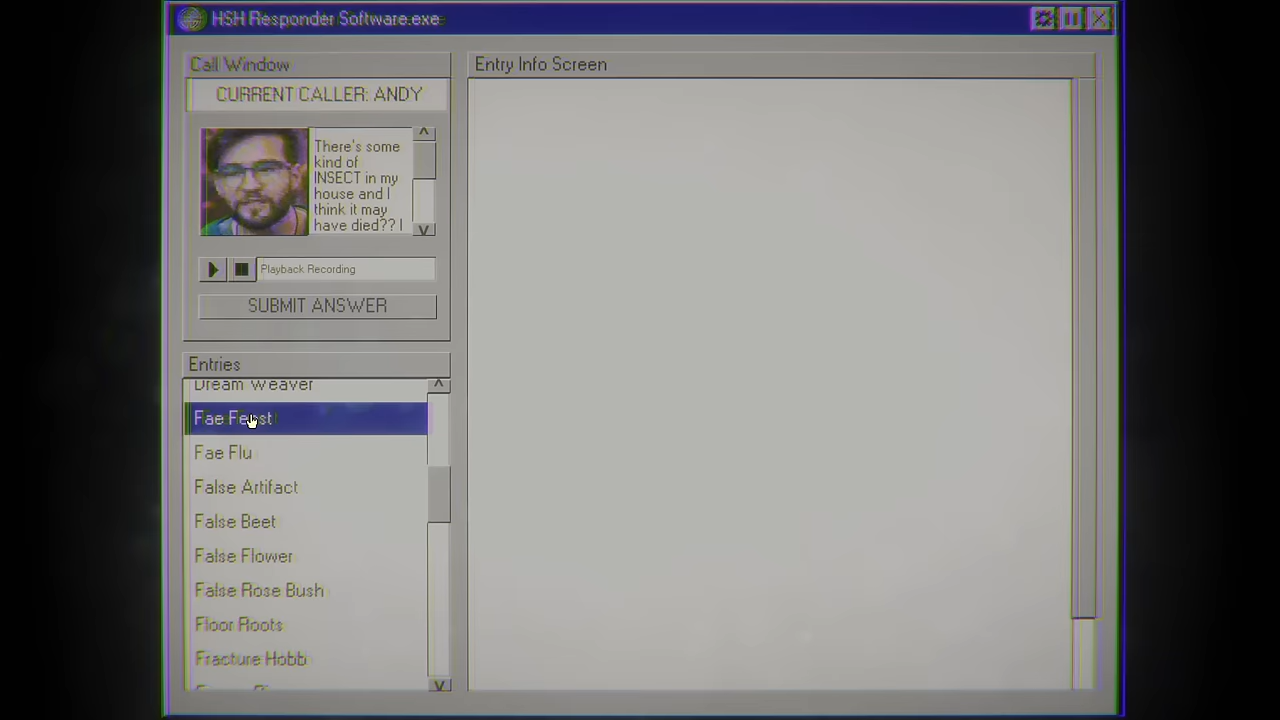 HSH Responder Software.exe
Call Window
CURRENT CALLER: ANDY
There's some
kind of
INSECT in my
house and I
think it may
have died?? I
Playback Recording
SUBMIT ANSWER
Entries
Dream Weaver
Fae Feast
Fae Flu
False Artifact
False Beet
False Flower
False Rose Bush
Floor Roots
Fracture Hobb
Entry Info Screen